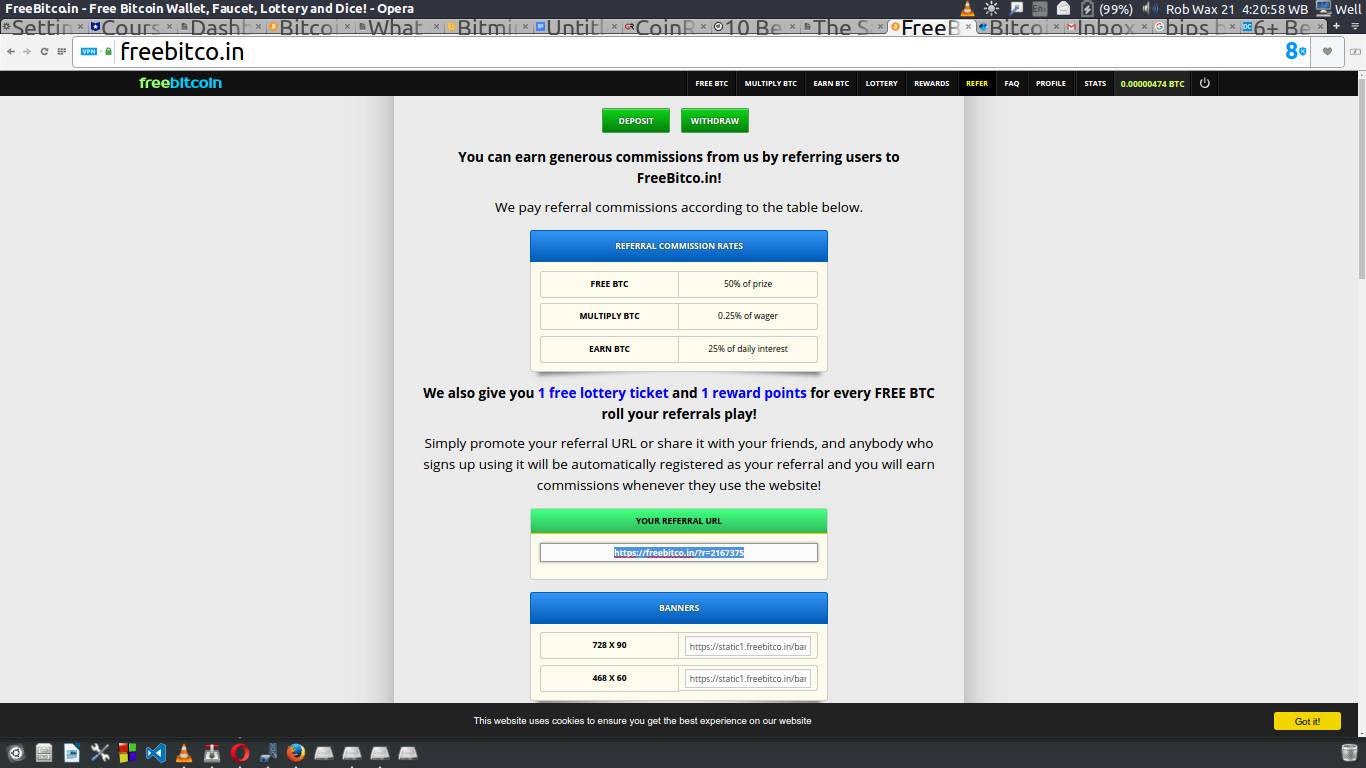 FreeBitcoin - Free Bitcoin Wallet, Faucet, Lottery and Dice! - Opera
(99%) Rob Wax 21 4:20:58 WB Well
Settin Cours Dash Bitcoi What Bitmi Untit CoinR 10 Be The S FreeB Bitco Inbox bips b 6+ Be
VPN freebitco.in 8
freebitcoin FREE BTC MULTIPLY BTC EARN BTC LOTTERY REWARDS REFER FAQ PROFILE STATS 0.00000474 BTC
DEPOSIT WITHDRAW
You can earn generous commissions from us by referring users to
FreeBitco.in!
We pay referral commissions according to the table below.
REFERRAL COMMISSION RATES
FREE BTC 50% of prize
MULTIPLY BTC 0.25% of wager
EARN BTC 25% of daily interest
We also give you 1 free lottery ticket and 1 reward points for every FREE BTC
roll your referrals play!
Simply promote your referral URL or share it with your friends, and anybody who
signs up using it will be automatically registered as your referral and you will earn
commissions whenever they use the website!
YOUR REFERRAL URL
https://freebitco.in/?r=2167375
BANNERS
728 X 90 https://static1.freebitco.in/bar
468 X 60 https://static1.freebitco.in/bar
This website uses cookies to ensure you get the best experience on our website Got it!